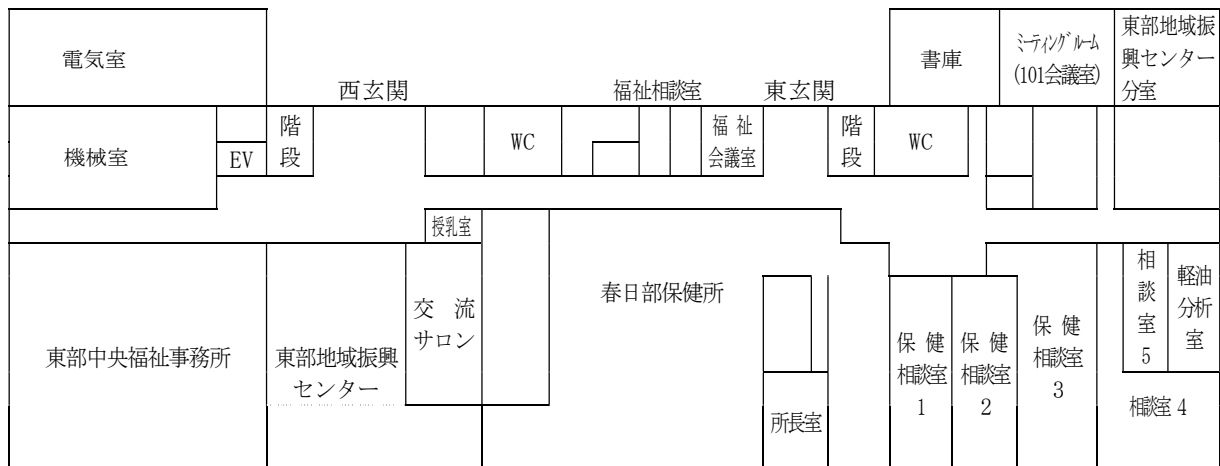 電気室
書庫
ミーティングルーム
(101会議室)
東部地域振
興センター
分室
西玄関
福祉相談室
東玄関
機械室
EV
階
段
WC
福祉
会議室
階
段
WC
授乳室
東部中央福祉事務所
東部地域振興
センター
交流
サロン
春日部保健所
所長室
保健
相談室
1
保健
相談室
2
保健
相談室
3
相
談
室
5
軽油
分析
室
相談室 4